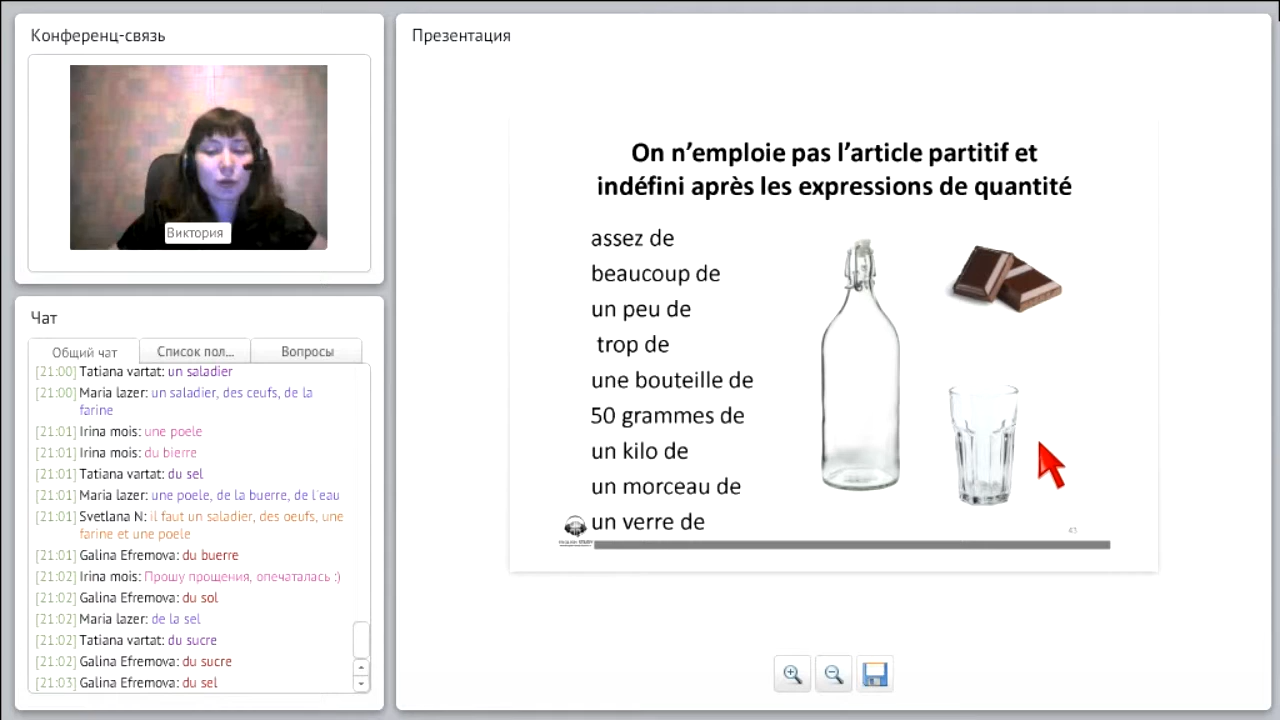 Конференц-связь
Виктория
Чат
Общий чат
Список пол...
Вопросы
[21:00] Tatiana vartat: un saladier
[21:00] Maria lazer: un saladier, des ceufs, de la
farine
[21:01] Irina mois: une poele
[21:01] Irina mois: du bierre
[21:01] Tatiana vartat: du sel
[21:01] Maria lazer: une poele, de la buerre, de l'eau
[21:01] Svetlana N: il faut un saladier, des oeufs, une
farine et une poele
[21:01] Galina Efremova: du buerre
[21:02] Irina mois: Прошу прощения, опечаталась :)
[21:02] Galina Efremova: du sol
[21:02] Maria lazer: de la sel
[21:02] Tatiana vartat: du sucre
[21:02] Galina Efremova: du sucre
[21:03] Galina Efremova: du sel
Презентация
On n’emploie pas l’article partitif et
indéfini après les expressions de quantité
assez de
beaucoup de
un peu de
trop de
une bouteille de
50 grammes de
un kilo de
un morceau de
un verre de